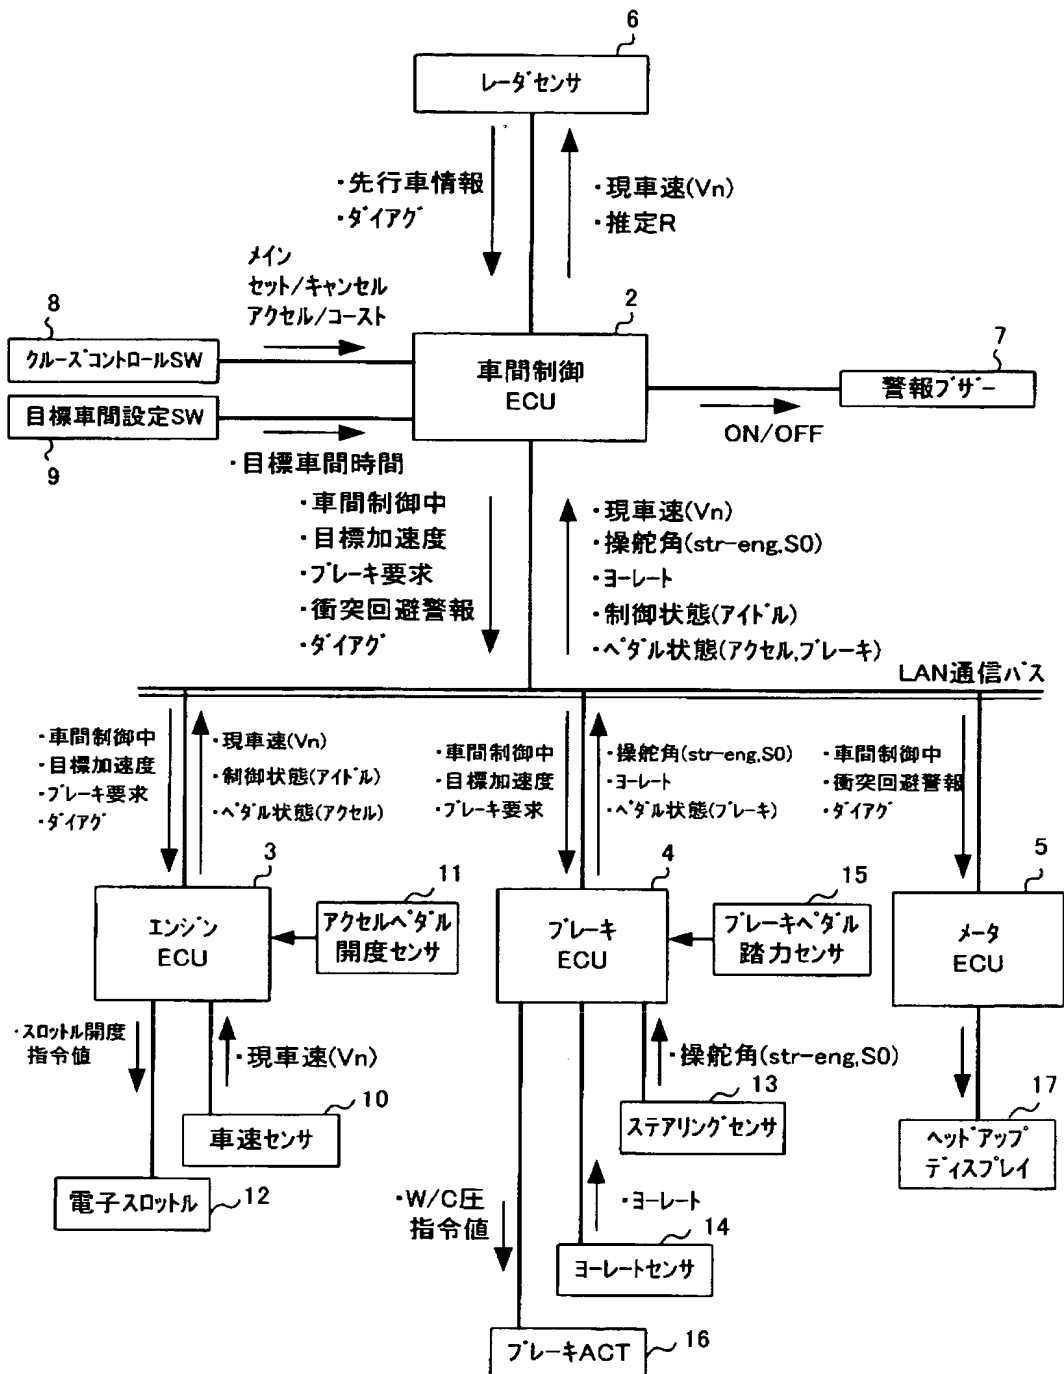 6
レーダセンサ
・先行車情報
・ダイアグ
・現車速(Vn)
・推定R
メイン
セット/キャンセル
アクセル/コースト
8
クルーズコントロールSW
2
車間制御
ECU
7
警報ブザー
ON/OFF
目標車間設定SW
9
・目標車間時間
・車間制御中
・目標加速度
・ブレーキ要求
・衝突回避警報
・ダイアグ
・現車速(Vn)
・操舵角(str-eng,S0)
・ヨーレート
・制御状態(アイドル)
・ペダル状態(アクセル,ブレーキ)
LAN通信バス
・車間制御中
・目標加速度
・ブレーキ要求
・ダイアグ
・現車速(Vn)
・制御状態(アイドル)
・ペダル状態(アクセル)
・車間制御中
・目標加速度
・ブレーキ要求
・操舵角(str-eng,S0)
・ヨーレート
・ペダル状態(ブレーキ)
・車間制御中
・衝突回避警報
・ダイアグ
3
エンジン
ECU
11
アクセルペダル
開度センサ
4
ブレーキ
ECU
15
ブレーキペダル
踏力センサ
5
メータ
ECU
・スロットル開度
指令値
・現車速(Vn)
10
車速センサ
電子スロットル
12
・操舵角(str-eng,S0)
13
ステアリングセンサ
17
ヘッドアップ
ディスプレイ
・W/C圧
指令値
・ヨーレート
14
ヨーレートセンサ
ブレーキACT
16